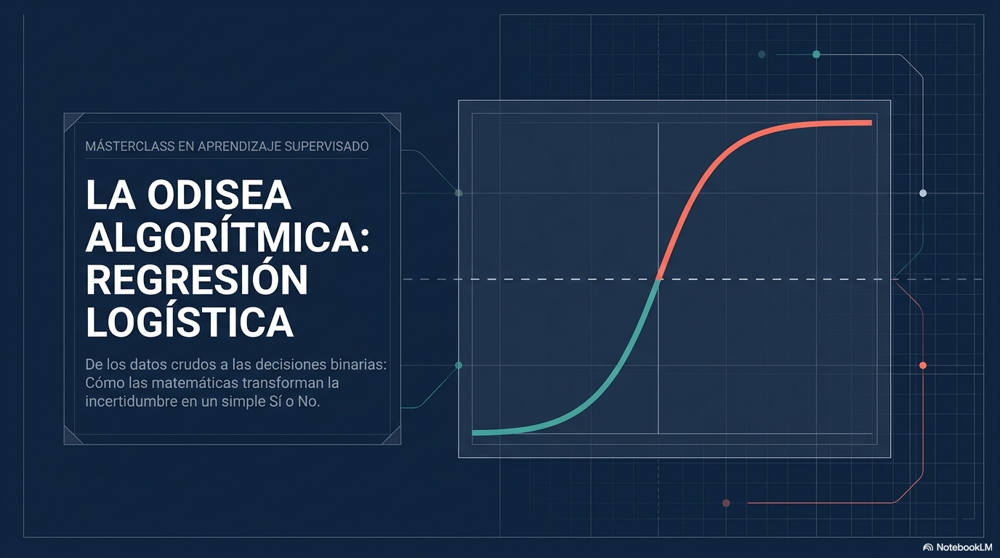 MÁSTERCLASS EN APRENDIZAJE SUPERVISADO
LA ODISEA
ALGORÍTMICA:
REGRESIÓN
LOGÍSTICA
De los datos crudos a las decisiones binarias:
Cómo las matemáticas transforman la
incertidumbre en un simple Sí o No.
NotebookLM